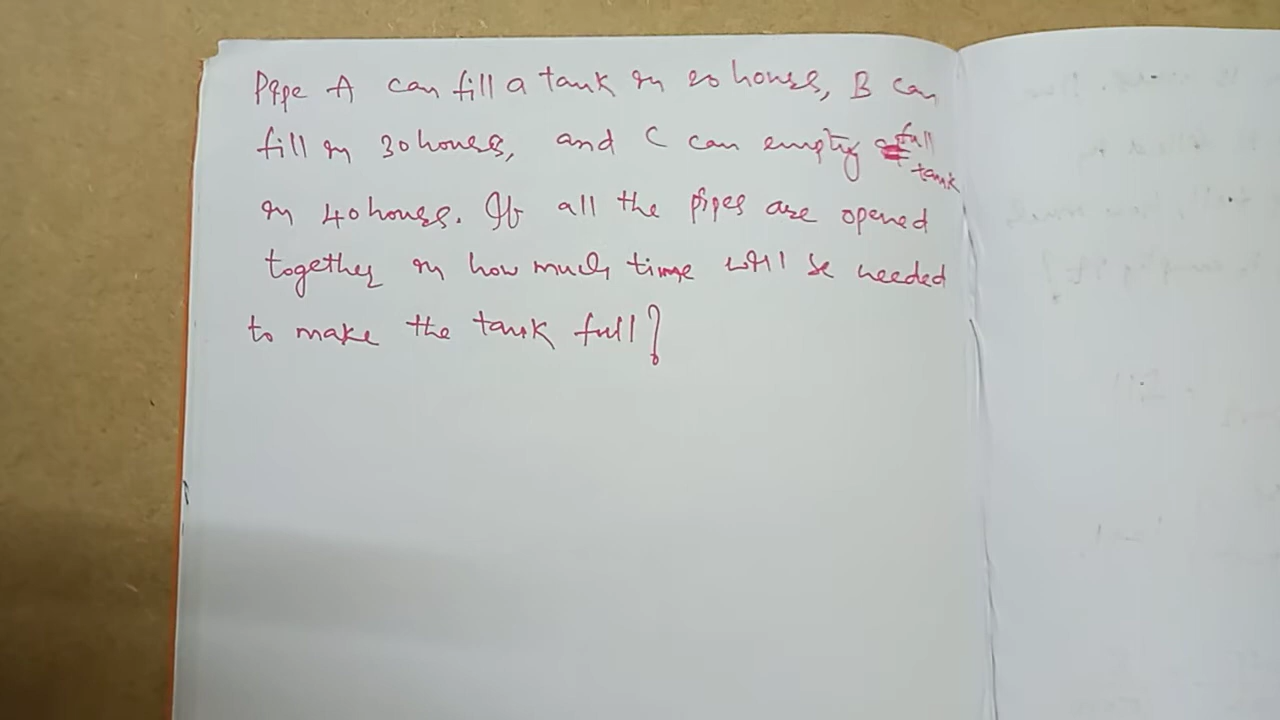 Pipe A can fill a tank in 20 hours, B can
fill in 30 hours, and C can empty full tank
in 40 hours. If all the pipes are opened
together in how much time will be needed
to make the tank full?